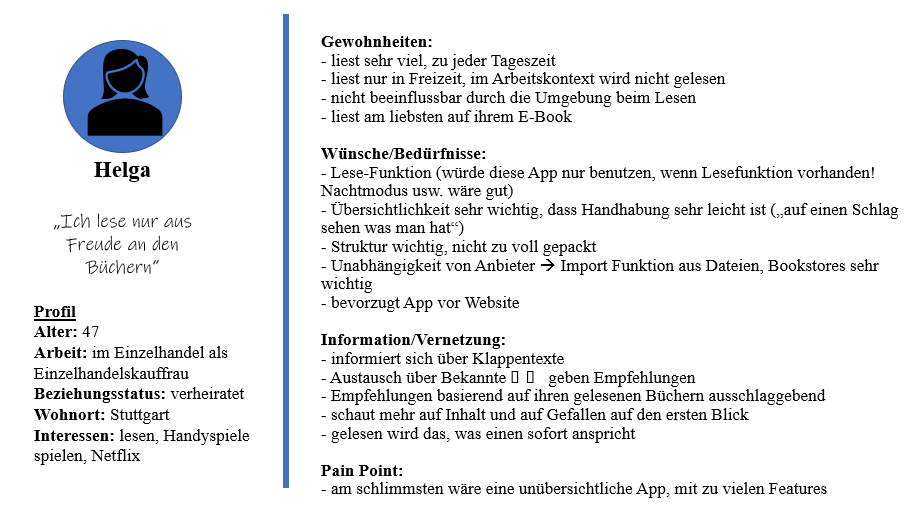 Helga
„Ich lese nur aus
Freude an den
Büchern“
Profil
Alter: 47
Arbeit: im Einzelhandel als
Einzelhandelskauffrau
Beziehungsstatus: verheiratet
Wohnort: Stuttgart
Interessen: lesen, Handyspiele
spielen, Netflix
Gewohnheiten:
- liest sehr viel, zu jeder Tageszeit
- liest nur in Freizeit, im Arbeitskontext wird nicht gelesen
- nicht beeinflussbar durch die Umgebung beim Lesen
- liest am liebsten auf ihrem E-Book
Wünsche/Bedürfnisse:
- Lese-Funktion (würde diese App nur benutzen, wenn Lesefunktion vorhanden!
Nachtmodus usw. wäre gut)
- Übersichtlichkeit sehr wichtig, dass Handhabung sehr leicht ist („auf einen Schlag
sehen was man hat“)
- Struktur wichtig, nicht zu voll gepackt
- Unabhängigkeit von Anbieter → Import Funktion aus Dateien, Bookstores sehr
wichtig
- bevorzugt App vor Website
Information/Vernetzung:
- informiert sich über Klappentexte
- Austausch über Bekannte geben Empfehlungen
- Empfehlungen basierend auf ihren gelesenen Büchern ausschlaggebend
- schaut mehr auf Inhalt und auf Gefallen auf den ersten Blick
- gelesen wird das, was einen sofort anspricht
Pain Point:
- am schlimmsten wäre eine unübersichtliche App, mit zu vielen Features